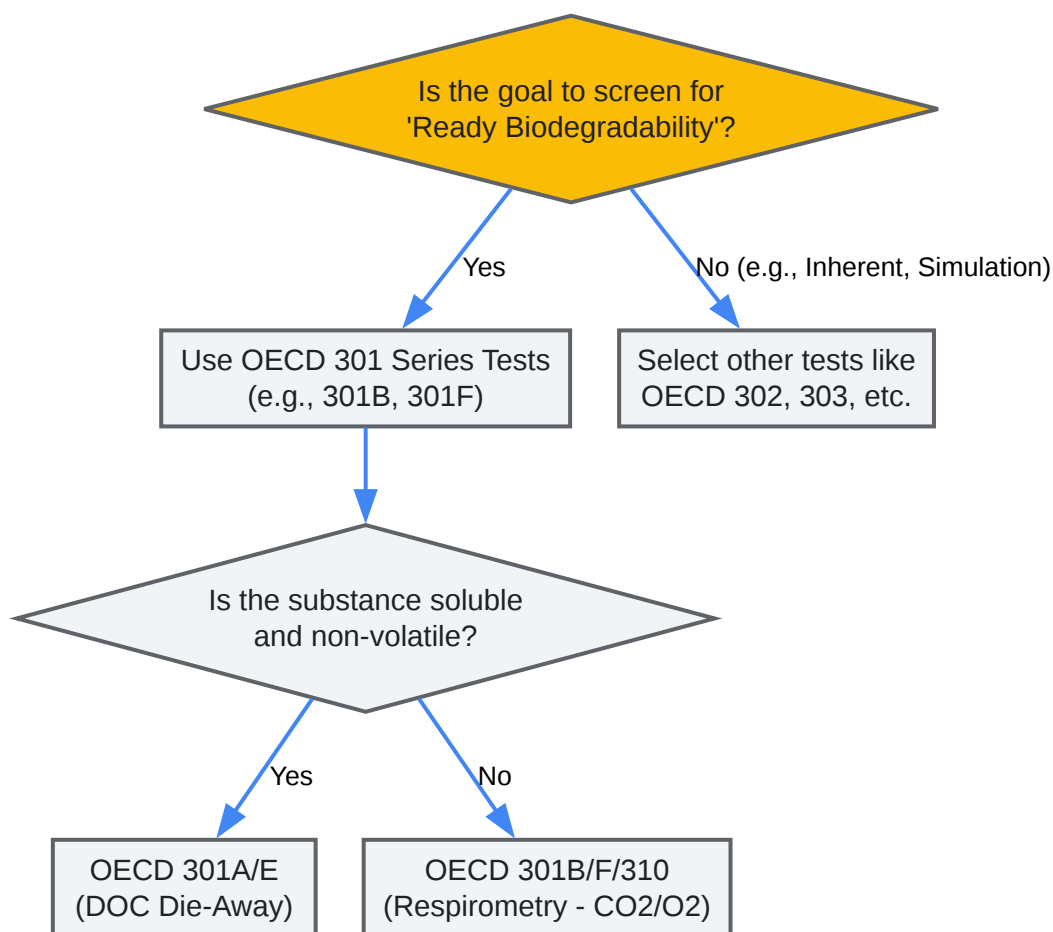 Is the goal to screen for
'Ready Biodegradability'?
Yes
No (e.g., Inherent, Simulation)
Use OECD 301 Series Tests
(e.g., 301B, 301F)
Select other tests like
OECD 302, 303, etc.
Is the substance soluble
and non-volatile?
Yes
No
OECD 301A/E
(DOC Die-Away)
OECD 301B/F/310
(Respirometry - CO2/O2)